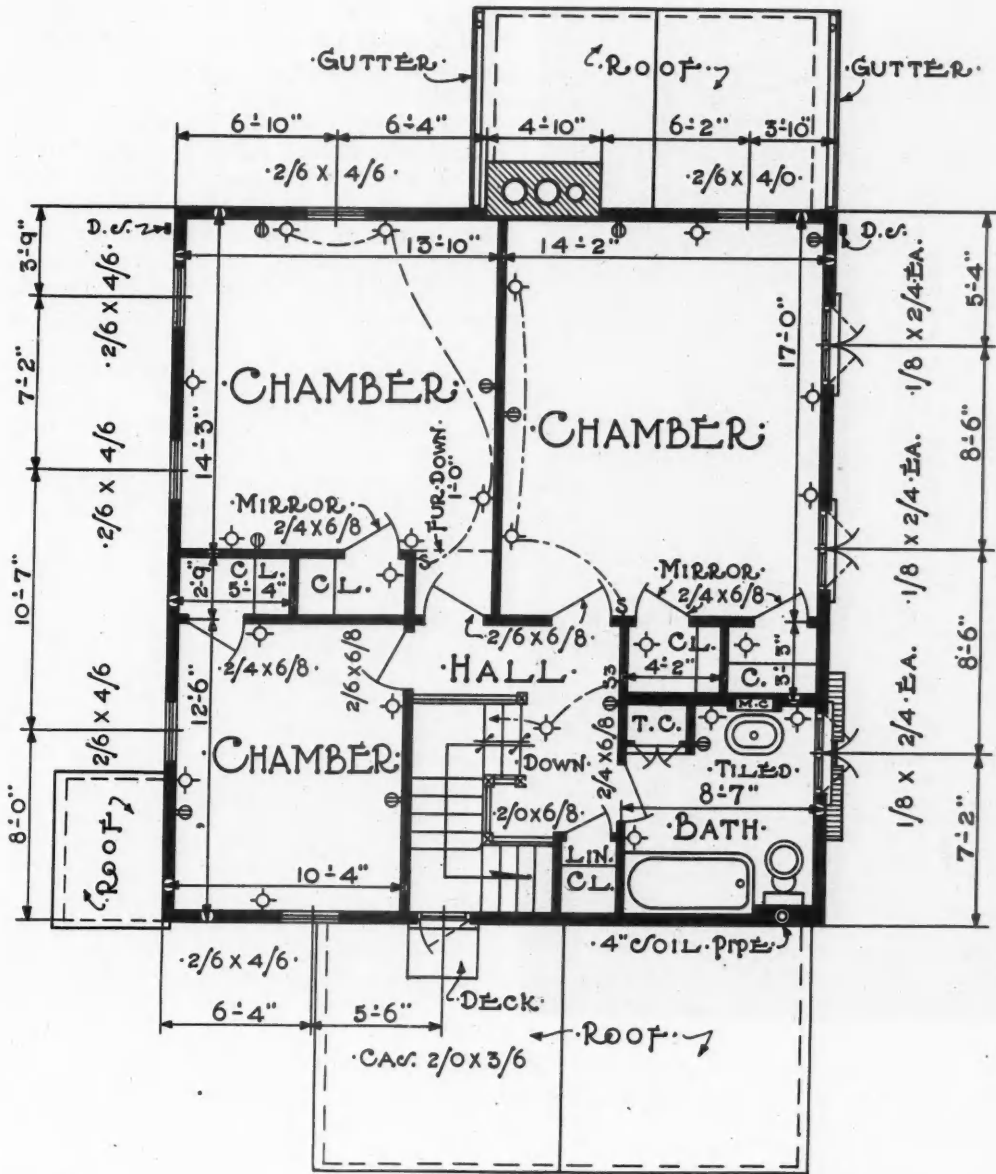 ·GUTTER·
·ROOF·
·GUTTER·
6'-10"
6'-4"
4'-10"
6'-2"
3'-10"
·2/6 X 4/6·
·2/6 X 4/0·
D.S.
D.S.
13'-10"
14'-2"
3'-9"
·2/6 X 4/6·
1/8 X 2/4 EA.
5'-4"
7'-2"
·2/6 X 4/6
17'-0"
·CHAMBER·
·CHAMBER·
14'-3"
·1/8 X 2/4·EA.
8'-6"
FUR·DOWN
1'-0"
·MIRROR·
2/4 X 6/8
S
10'-7"
2'-9"
CL.
5'-4"
CL.
S
·MIRROR·
2/4 X 6/8
·2/6 X 6/8·
·2/4 X 6/8·
2/6 X 6/8
·HALL·
CL.
4'-2"
C.
3'-3"
8'-6"
1/8 X 2/4·EA.
12'-6"
2/6 X 4/6
S3
M.C.
T.C.
·CHAMBER·
DOWN·
2/4 X 6/8
·TILED·
8'-7"
·BATH·
·2/0 X 6/8·
8'-0"
ROOF
LIN.
CL.
7'-2"
10'-4"
·4" SOIL·PIPE
·2/6 X 4/6·
·DECK·
6'-4"
5'-6"
·ROOF·
·CAS. 2/0 X 3/6